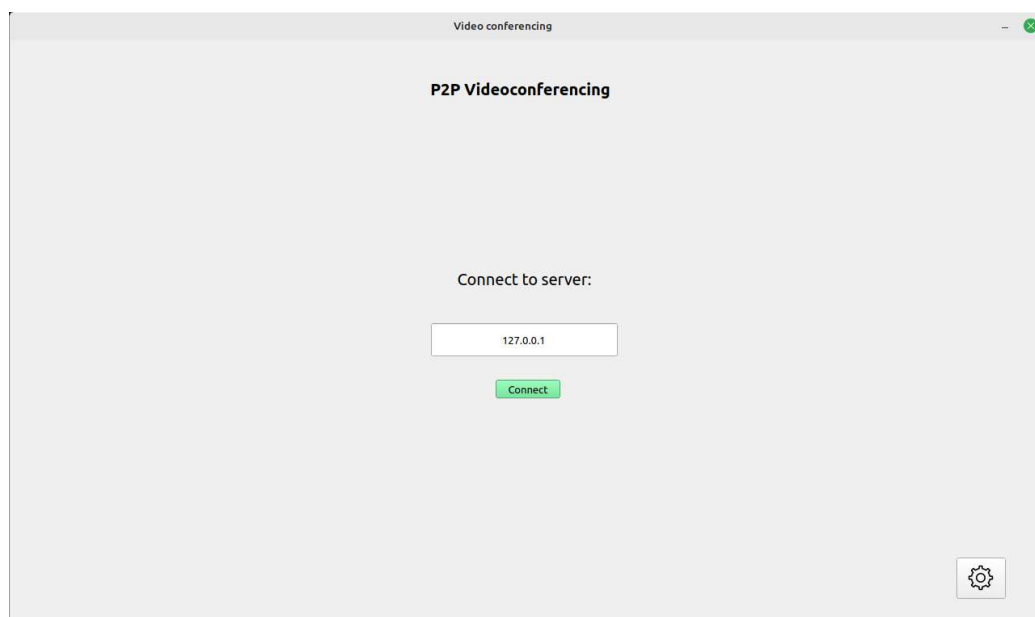 Video conferencing
P2P Videoconferencing
Connect to server:
127.0.0.1
Connect